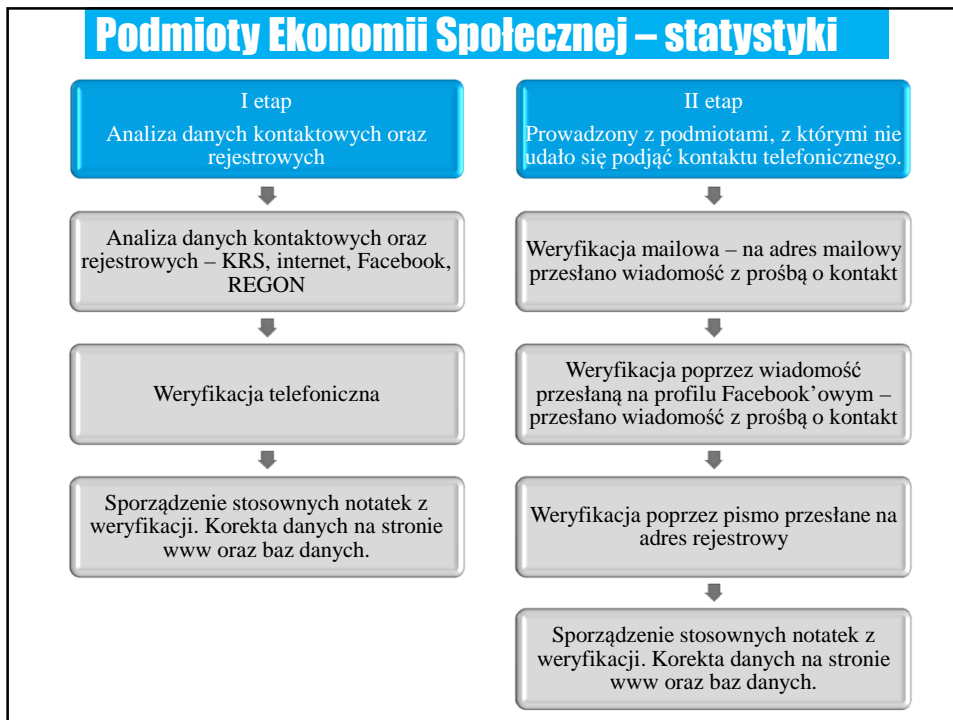 Podmioty Ekonomii Społecznej – statystyki
I etap
Analiza danych kontaktowych oraz
rejestrowych
Analiza danych kontaktowych oraz
rejestrowych – KRS, internet, Facebook,
REGON
Weryfikacja telefoniczna
Sporządzenie stosownych notatek z
weryfikacji. Korekta danych na stronie
www oraz baz danych.
II etap
Prowadzony z podmiotami, z którymi nie
udało się podjąć kontaktu telefonicznego.
Weryfikacja mailowa – na adres mailowy
przesłano wiadomość z prośbą o kontakt
Weryfikacja poprzez wiadomość
przesłaną na profilu Facebook’owym –
przesłano wiadomość z prośbą o kontakt
Weryfikacja poprzez pismo przesłane na
adres rejestrowy
Sporządzenie stosownych notatek z
weryfikacji. Korekta danych na stronie
www oraz baz danych.